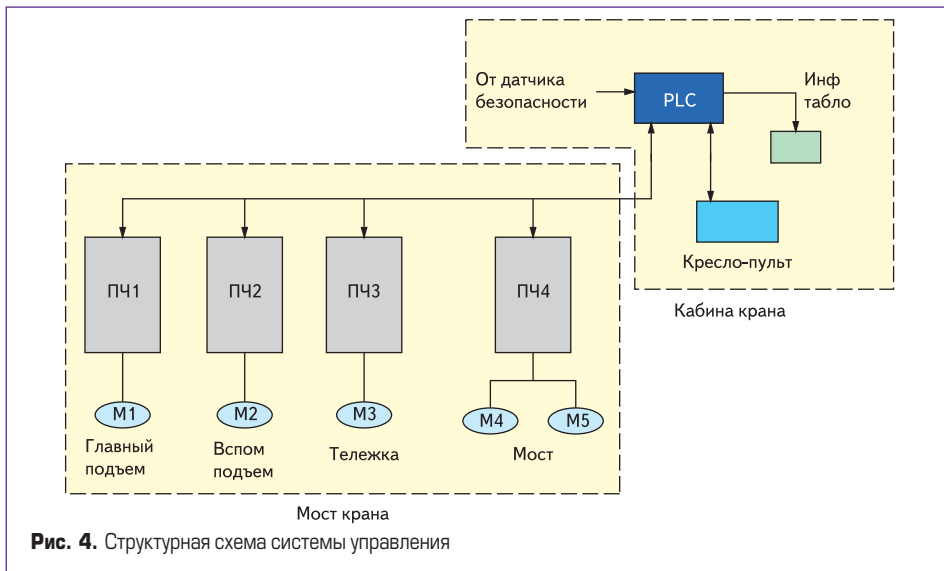 От датчика
безопасности
PLC
Инф
табло
Кресло-пульт
Кабина крана
ПЧ1
ПЧ2
ПЧ3
ПЧ4
М1
М2
М3
М4
М5
Главный
подъем
Вспом
подъем
Тележка
Мост
Мост крана
Рис. 4. Структурная схема системы управления